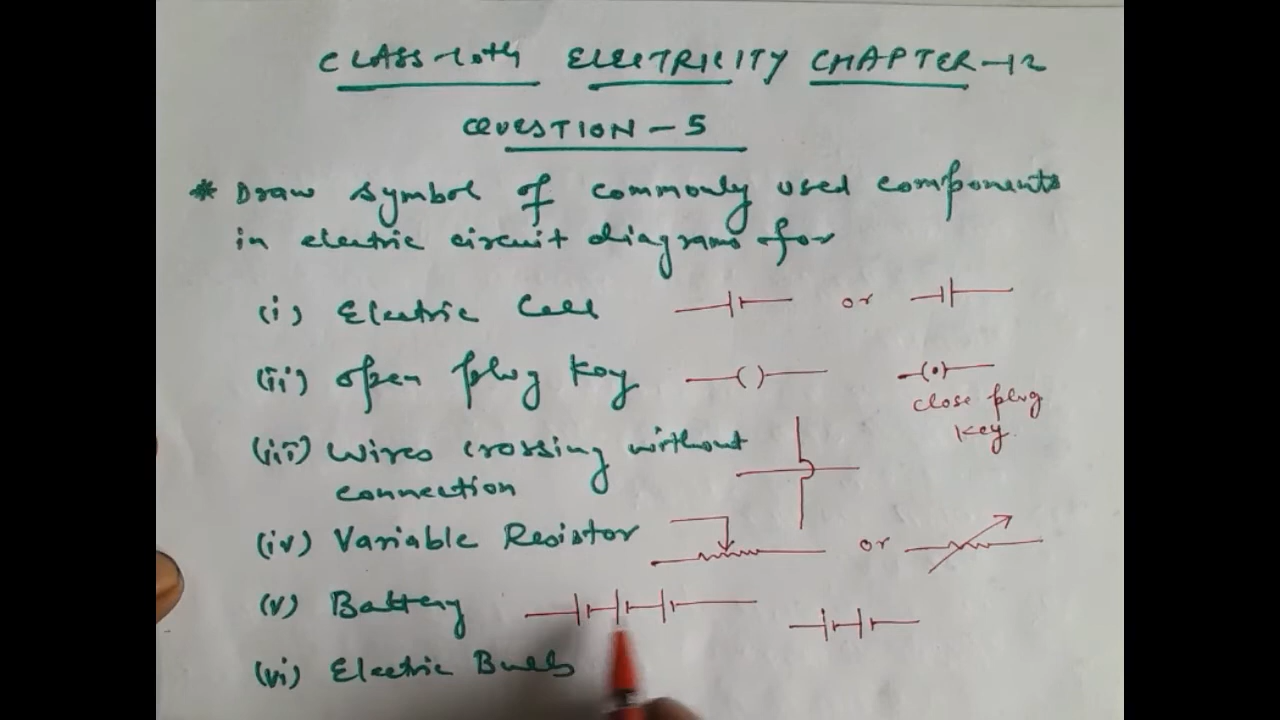 CLASS-10th ELECTRICITY CHAPTER-12
QUESTION-5
* Draw symbol of commonly used components
in electric circuit diagrams for
(i) Electric Cell or
(ii) open plug key
close plug
key.
(iii) Wires crossing without
connection
(iv) Variable Resistor or
(v) Battery
(vi) Electric Bulb